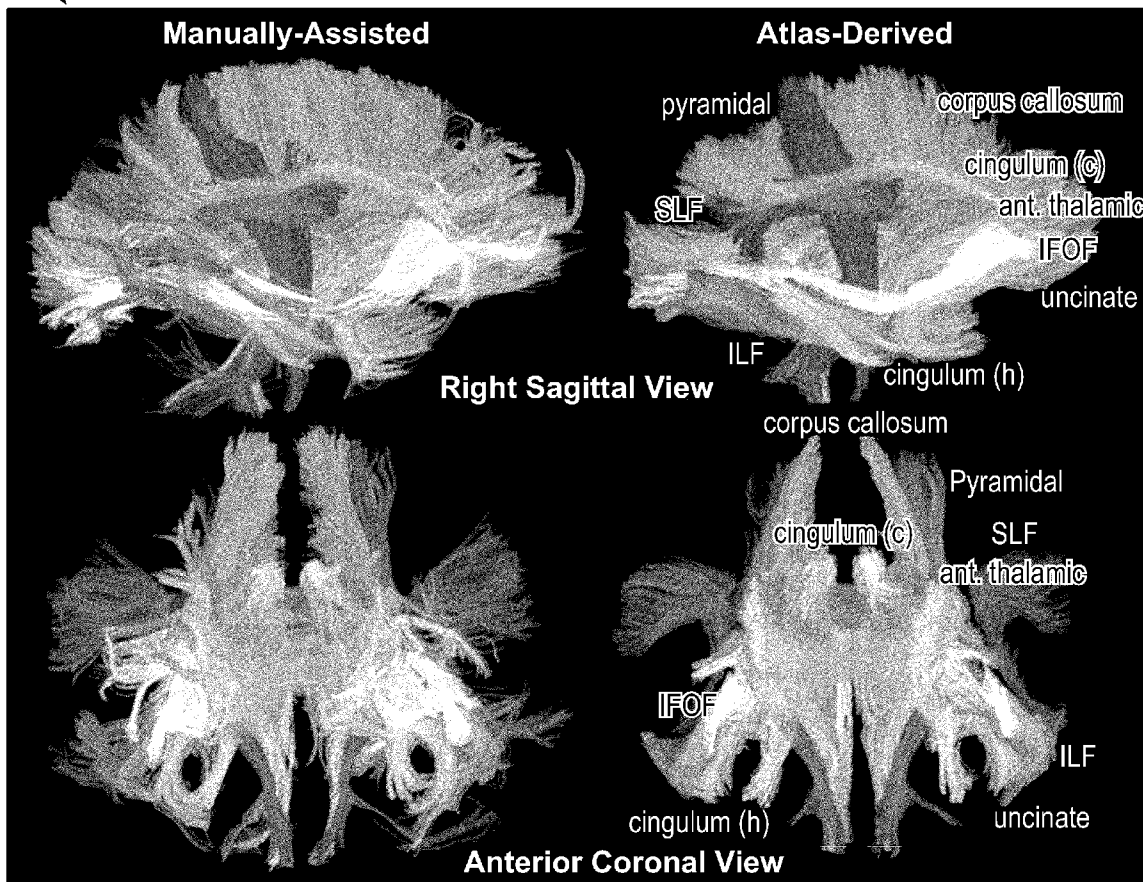 Manually-Assisted
Atlas-Derived
pyramidal
corpus callosum
cingulum (c)
SLF
ant. thalamic
IFOF
uncinate
ILF
cingulum (h)
Right Sagittal View
corpus callosum
Pyramidal
cingulum (c)
SLF
ant. thalamic
IFOF
ILF
cingulum (h)
uncinate
Anterior Coronal View